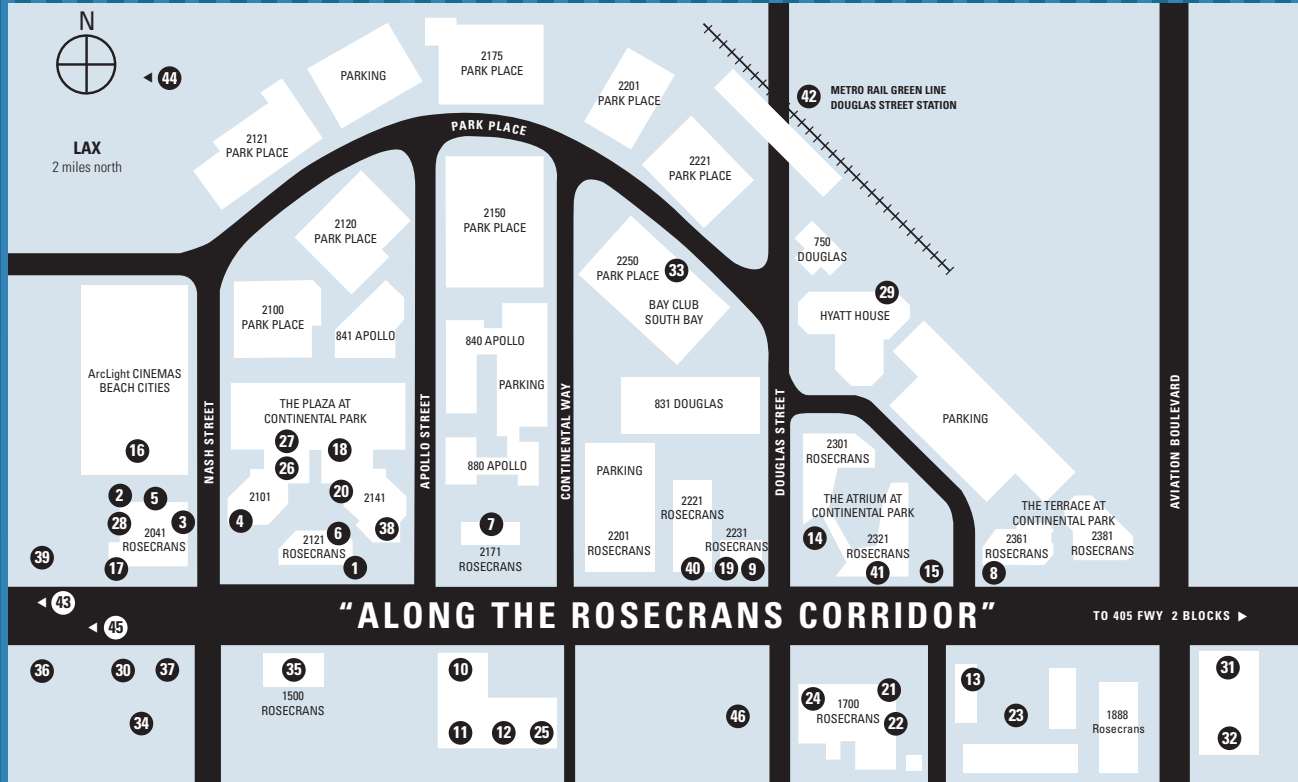 N
44
LAX
2 miles north
PARKING
2175
PARK PLACE
2201
PARK PLACE
42
METRO RAIL GREEN LINE
DOUGLAS STREET STATION
2121
PARK PLACE
PARK PLACE
2221
PARK PLACE
2120
PARK PLACE
2150
PARK PLACE
2250
PARK PLACE
33
BAY CLUB
SOUTH BAY
750
DOUGLAS
29
HYATT HOUSE
2100
PARK PLACE
841 APOLLO
840 APOLLO
PARKING
ArcLight CINEMAS
BEACH CITIES
16
NASH STREET
THE PLAZA AT
CONTINENTAL PARK
27
18
26
20
APOLLO STREET
880 APOLLO
CONTINENTAL WAY
831 DOUGLAS
DOUGLAS STREET
PARKING
AVIATION BOULEVARD
2
5
28
3
2041
ROSECRANS
39
17
2101
4
2141
38
6
2121
ROSECRANS
1
7
2171
ROSECRANS
PARKING
2201
ROSECRANS
2221
ROSECRANS
2231
ROSECRANS
40
19
9
2301
ROSECRANS
THE ATRIUM AT
CONTINENTAL PARK
14
2321
ROSECRANS
41
15
THE TERRACE AT
CONTINENTAL PARK
2361
ROSECRANS
2381
ROSECRANS
8
43
45
“ALONG THE ROSECRANS CORRIDOR”
TO 405 FWY 2 BLOCKS
36
30
37
34
35
1500
ROSECRANS
10
11
12
25
46
24
21
1700
ROSECRANS
22
13
23
1888
Rosecrans
31
32